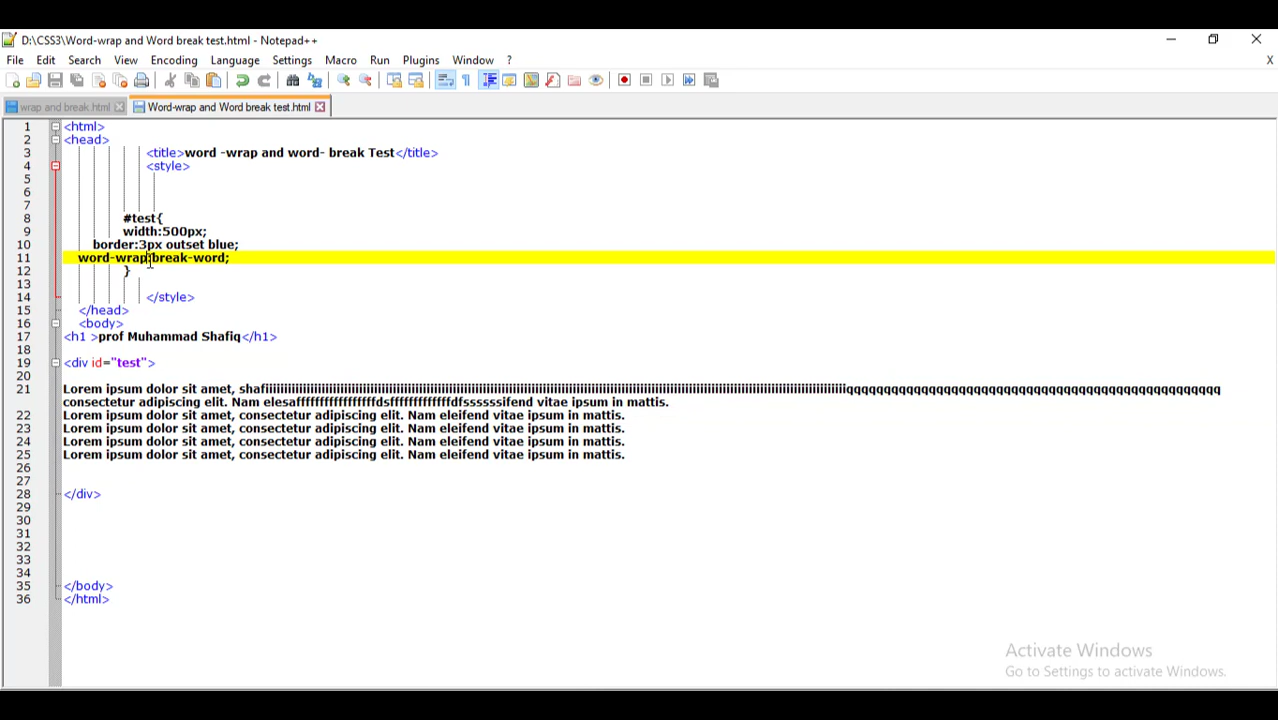 D:\CSS3\Word-wrap and Word break test.html - Notepad++
File Edit Search View Encoding Language Settings Macro Run Plugins Window ? X
wrap and break.html Word-wrap and Word break test.html
1 <html>
2 <head>
3 <title>word -wrap and word- break Test</title>
4 <style>
5
6
7
8 #test{
9 width:500px;
10 border:3px outset blue;
11 word-wrap:break-word;
12 }
13
14 </style>
15 </head>
16 <body>
17 <h1 >prof Muhammad Shafiq</h1>
18
19 <div id="test">
20
21 Lorem ipsum dolor sit amet,
consectetur adipiscing elit. Nam vitae ipsum in mattis.
22 Lorem ipsum dolor sit amet, consectetur adipiscing elit. Nam eleifend vitae ipsum in mattis.
23 Lorem ipsum dolor sit amet, consectetur adipiscing elit. Nam eleifend vitae ipsum in mattis.
24 Lorem ipsum dolor sit amet, consectetur adipiscing elit. Nam eleifend vitae ipsum in mattis.
25 Lorem ipsum dolor sit amet, consectetur adipiscing elit. Nam eleifend vitae ipsum in mattis.
26
27
28 </div>
29
30
31
32
33
34
35 </body>
36 </html>
Activate Windows
Go to Settings to activate Windows.